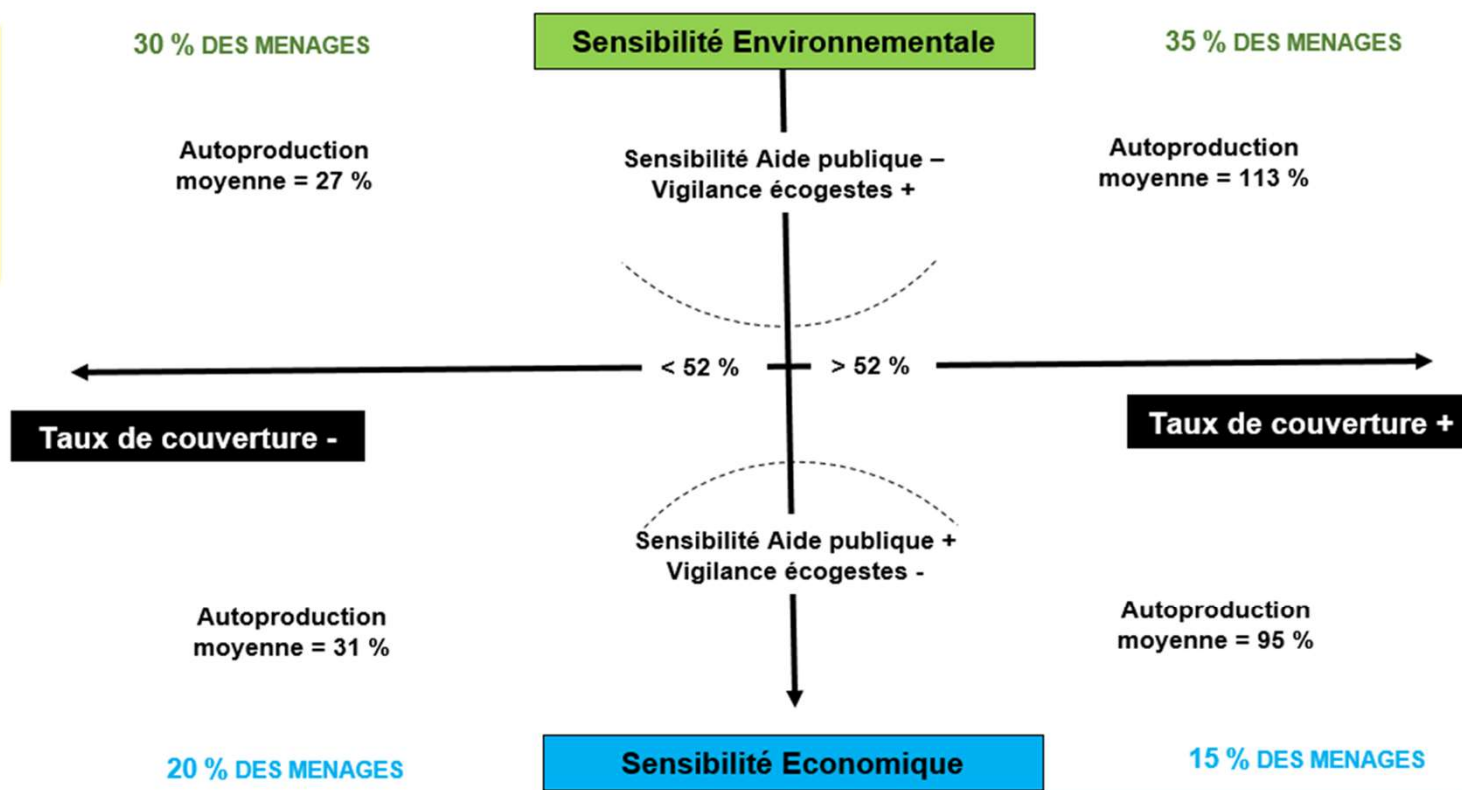 30 % DES MENAGES
Sensibilité Environnementale
35 % DES MENAGES
Autoproduction
moyenne = 27 %
Sensibilité Aide publique –
Vigilance écogestes +
Autoproduction
moyenne = 113 %
< 52 %
> 52 %
Taux de couverture -
Taux de couverture +
Sensibilité Aide publique +
Vigilance écogestes -
Autoproduction
moyenne = 31 %
Autoproduction
moyenne = 95 %
20 % DES MENAGES
Sensibilité Economique
15 % DES MENAGES